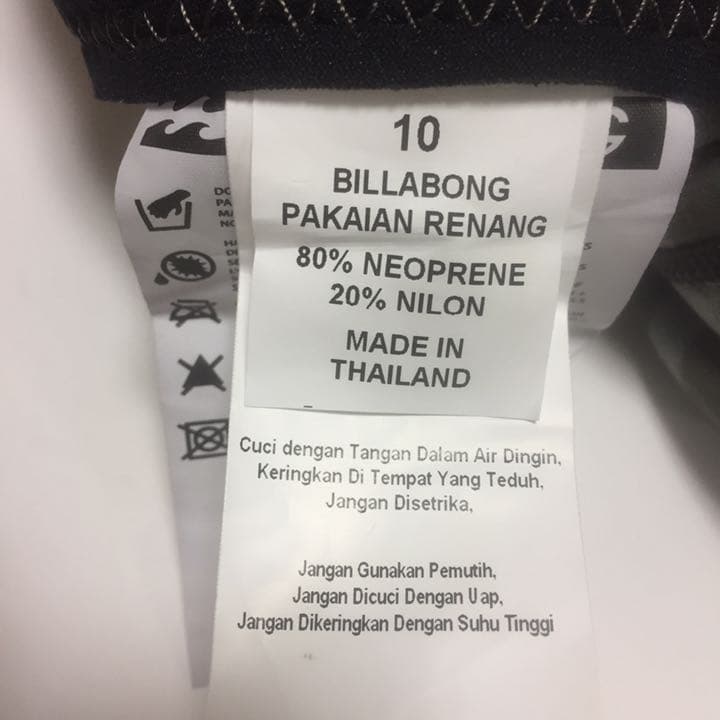 10
BILLABONG
PAKAIAN RENANG
80% NEOPRENE
20% NILON
MADE IN
THAILAND
Cuci dengan Tangan Dalam Air Dingin,
Keringkan Di Tempat Yang Teduh,
Jangan Disetrika,
Jangan Gunakan Pemutih,
Jangan Dicuci Dengan Uap,
Jangan Dikeringkan Dengan Suhu Tinggi
G